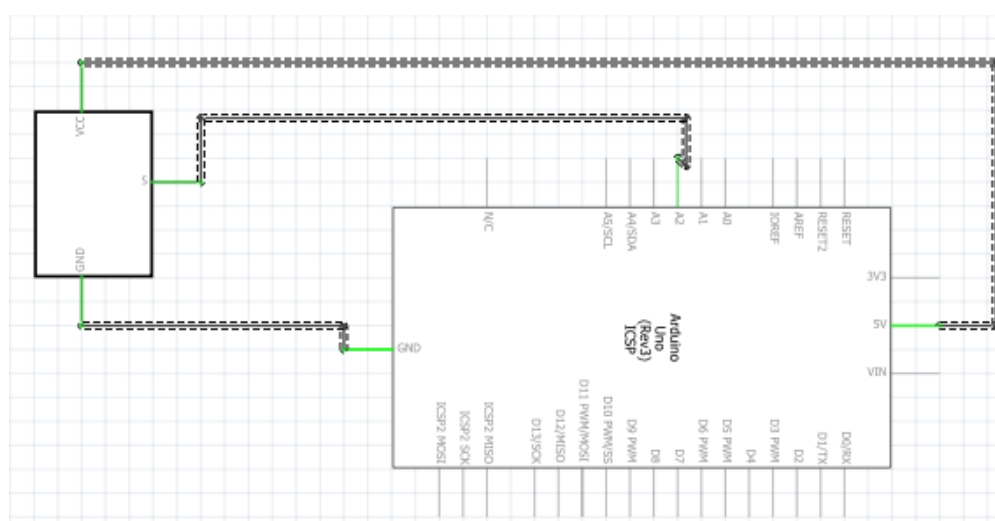 VCC
S
GND
N/C
A5/SCL
A4/SDA
A3
A2
A1
A0
IOREF
AREF
RESET2
RESET
3V3
5V
VIN
GND
Arduino
Uno
(Rev3)
ICSP
ICSP2 MOSI
ICSP2 SCK
ICSP2 MISO
D13/SCK
D12/MISO
D11 PWM/MOSI
D10 PWM/SS
D9 PWM
D8
D7
D6 PWM
D5 PWM
D4
D3 PWM
D2
D1/TX
D0/RX